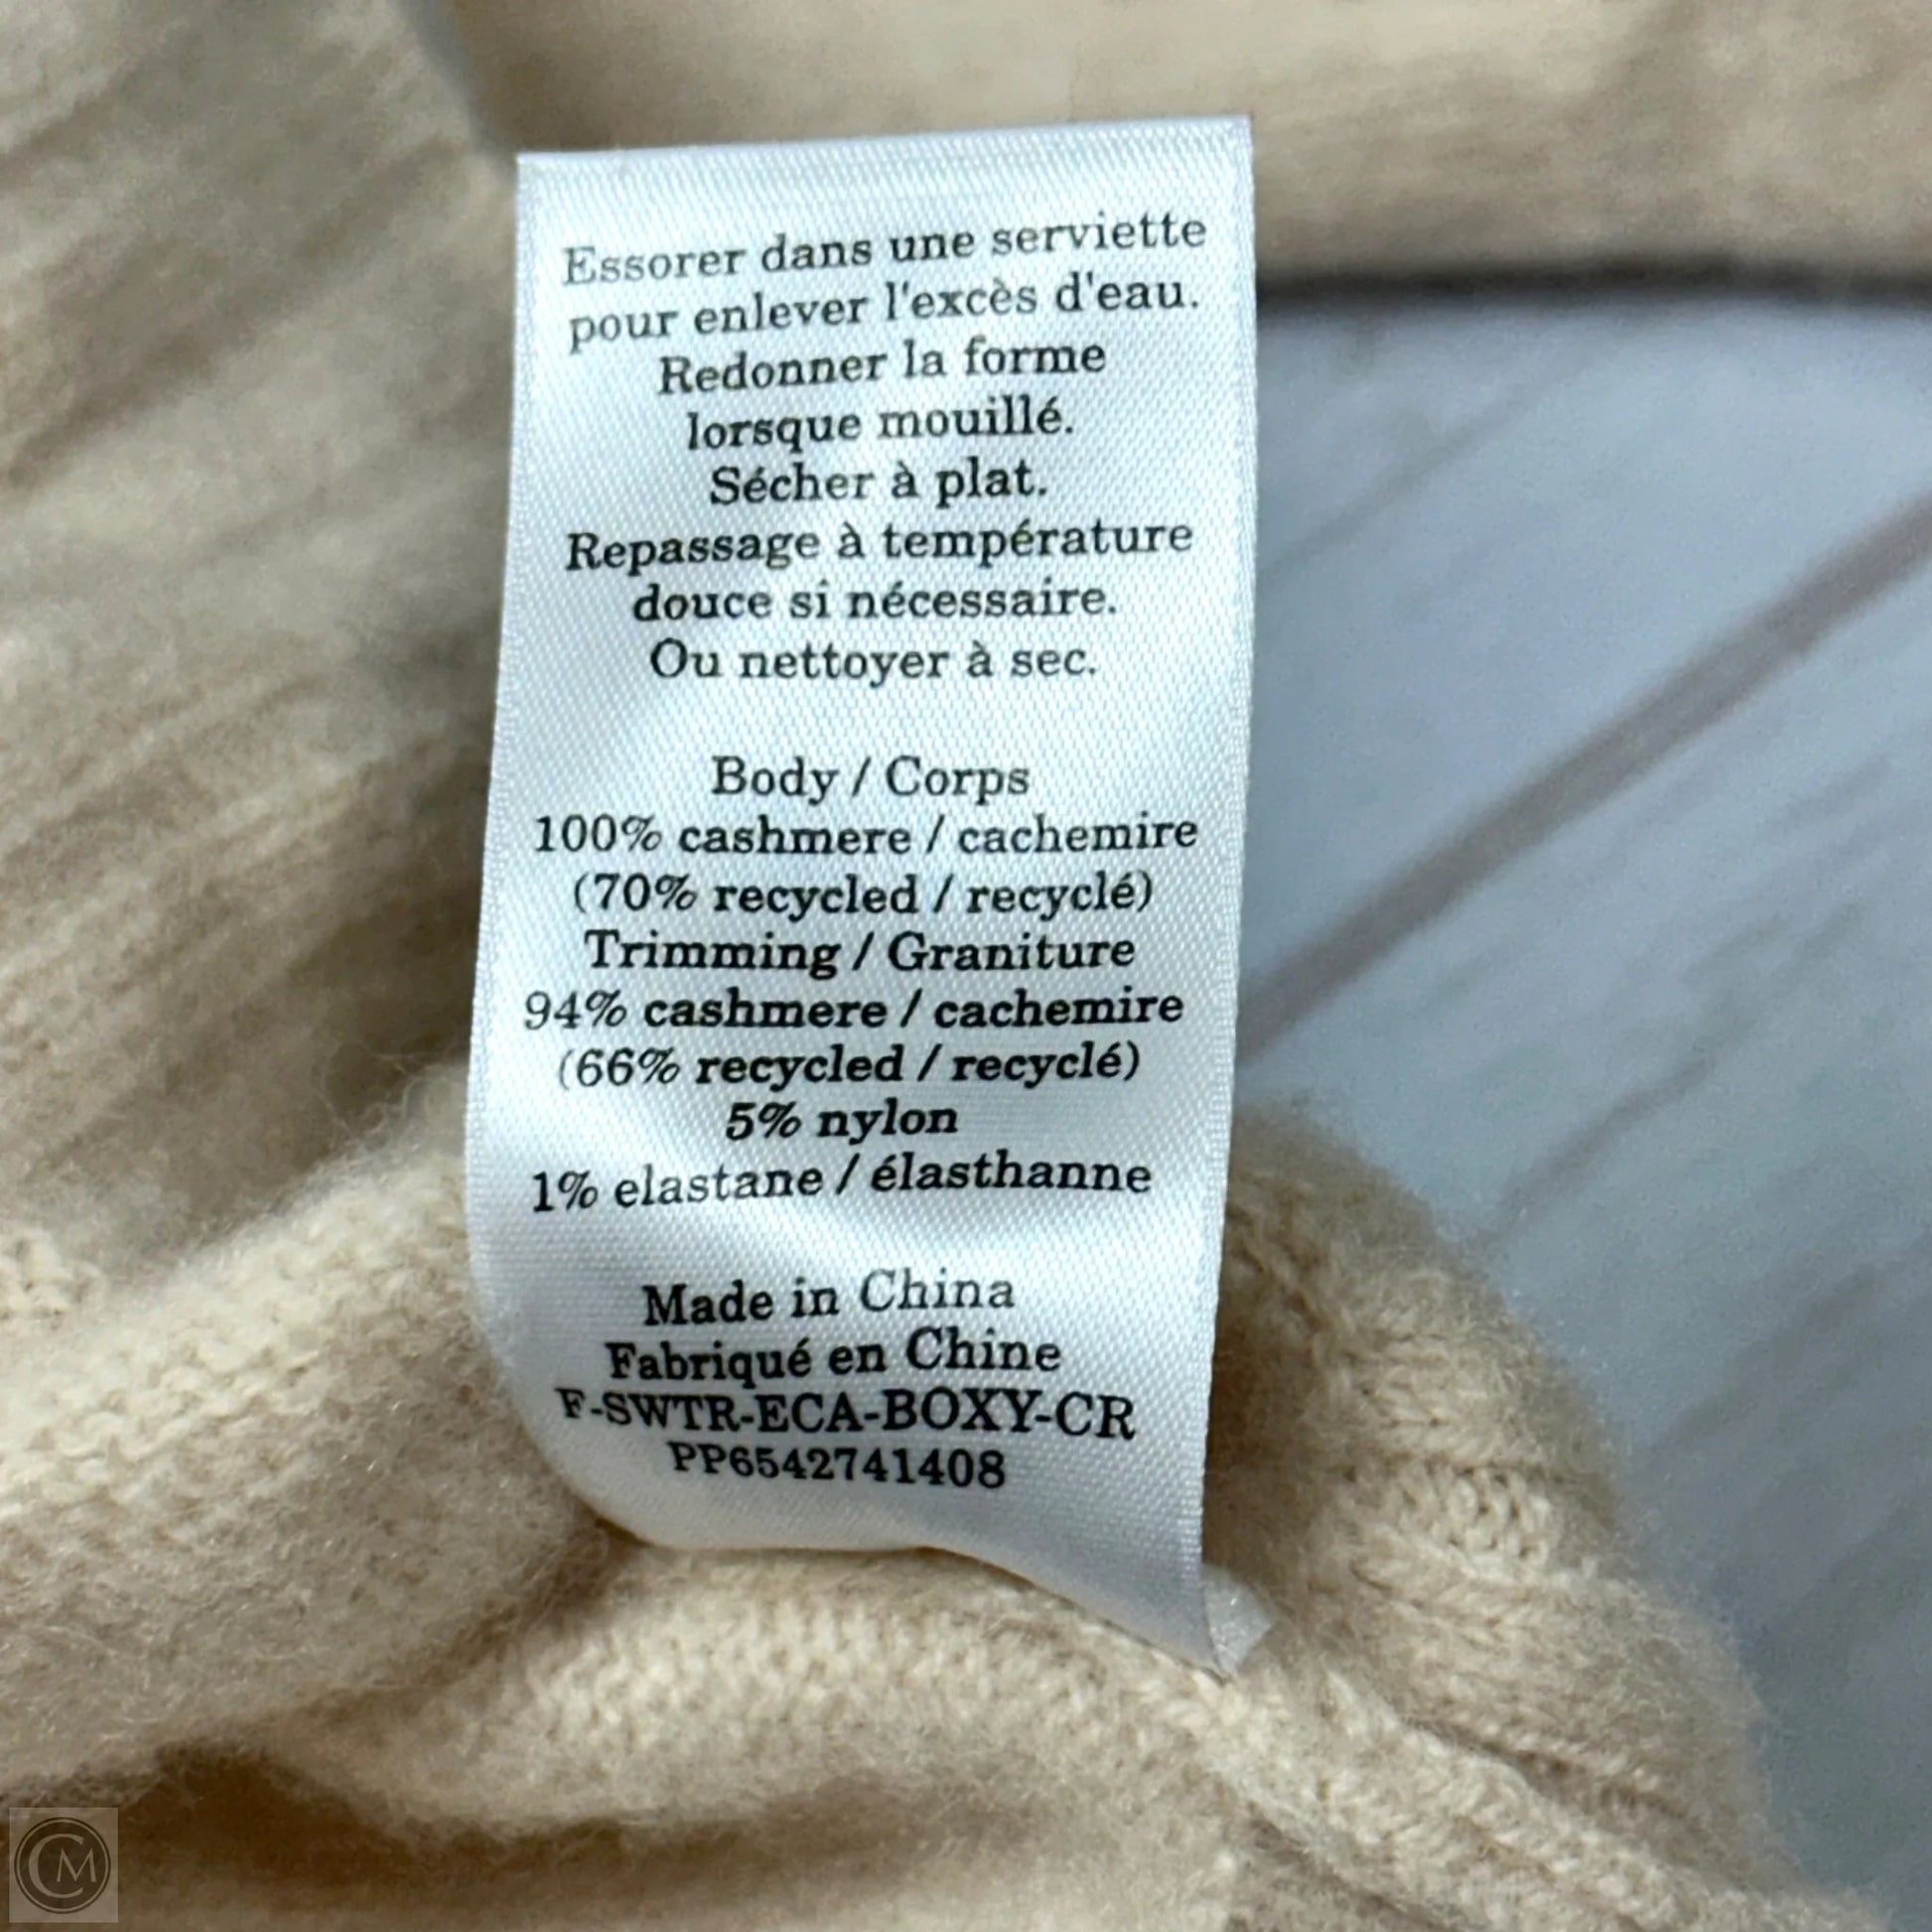 Essorer dans une serviette
pour enlever l'excès d'eau.
Redonner la forme
lorsque mouillé.
Sécher à plat.
Repassage à température
douce si nécessaire.
Ou nettoyer à sec.
Body / Corps
100% cashmere / cachemire
(70% recycled / recyclé)
Trimming / Graniture
94% cashmere / cachemire
(66% recycled / recyclé)
5% nylon
1% elastane / élasthanne
Made in China
Fabriqué en Chine
F-SWTR-ECA-BOXY-CR
PP6542741408
CM